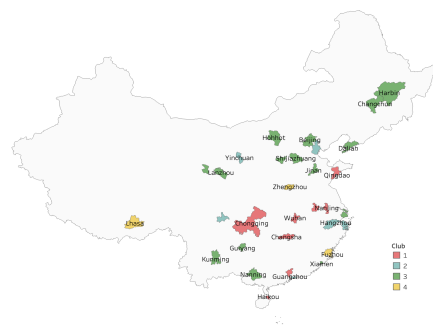 Harbin
Changchun
Hohhot
Beijing
Dalian
Yinchuan
Shijiazhuang
Jinan
Lanzhou
Qingdao
Zhengzhou
Lhasa
Nanjing
Wuhan
Chongqing
Hangzhou
Changsha
Guiyang
Fuzhou
Kunming
Xiamen
Nanning
Guangzhou
Haikou
Club
1
2
3
4